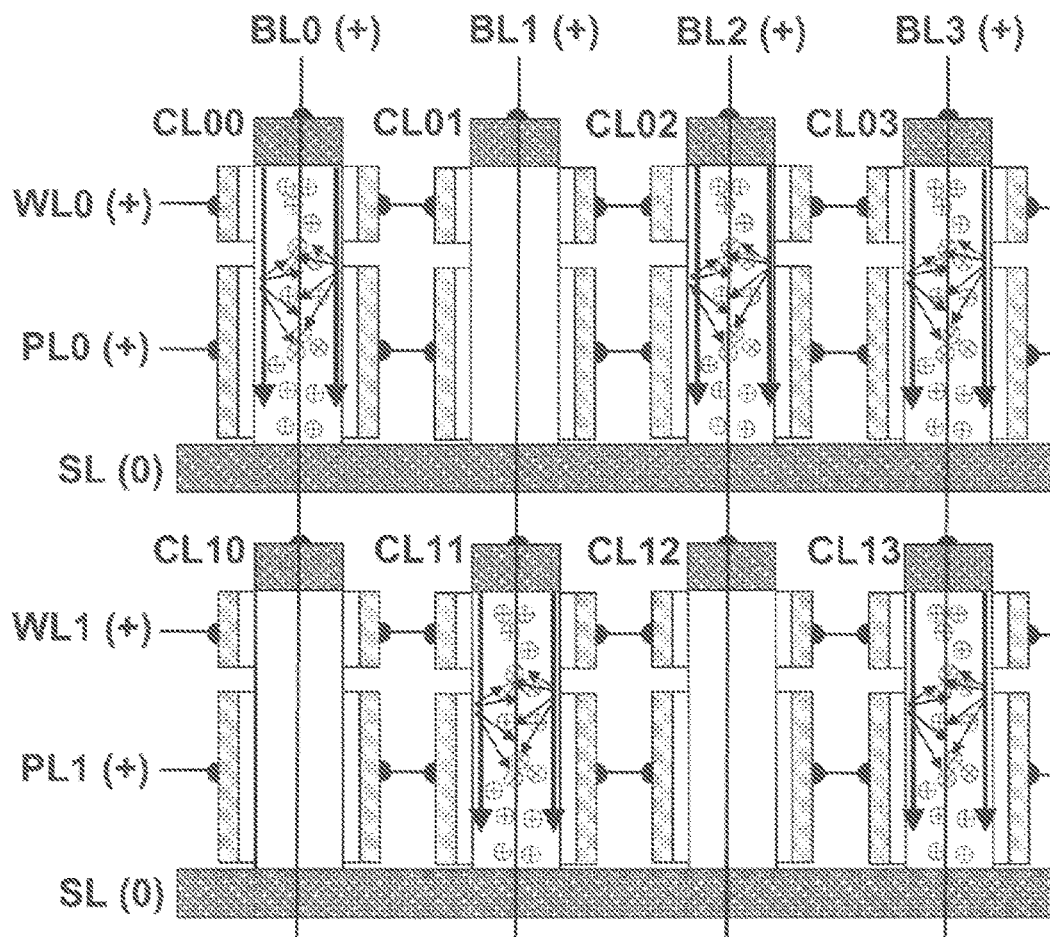 BL0 (+) BL1 (+) BL2 (+) BL3 (+)
CL00 CL01 CL02 CL03
WL0 (+)
PL0 (+)
SL (0)
CL10 CL11 CL12 CL13
WL1 (+)
PL1 (+)
SL (0)